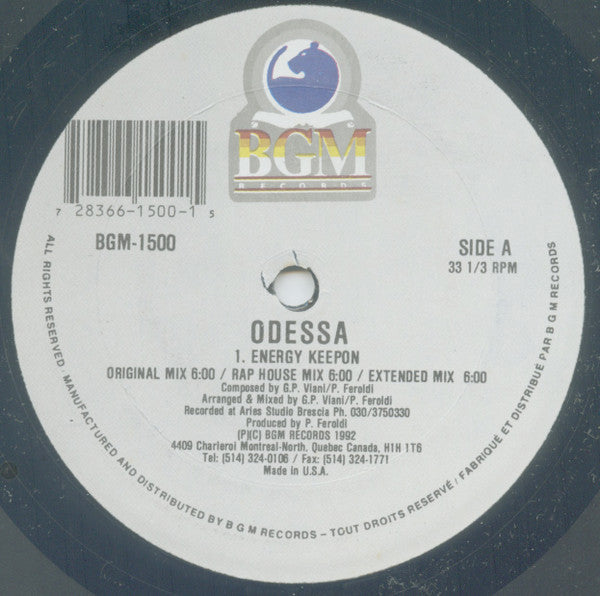 BGM
RECORDS
7 28366-1500-1 5
BGM-1500
SIDE A
33 1/3 RPM
ODESSA
1. ENERGY KEEPON
ORIGINAL MIX 6:00 / RAP HOUSE MIX 6:00 / EXTENDED MIX 6:00
Composed by G.P. Viani/P. Feroldi
Arranged & Mixed by G.P. Viani/P. Feroldi
Recorded at Aries Studio Brescia Ph. 030/3750330
Produced by P. Feroldi
(P)(C) BGM RECORDS 1992
4409 Charleroi Montreal-North, Quebec Canada, H1H 1T6
Tel: (514) 324-0106 / Fax: (514) 324-1771
Made in U.S.A.
ALL RIGHTS RESERVED. MANUFACTURED AND DISTRIBUTED BY B G M RECORDS – TOUT DROITS RESERVÉ / FABRIQUÉ ET DISTRIBUÉ PAR B G M RECORDS